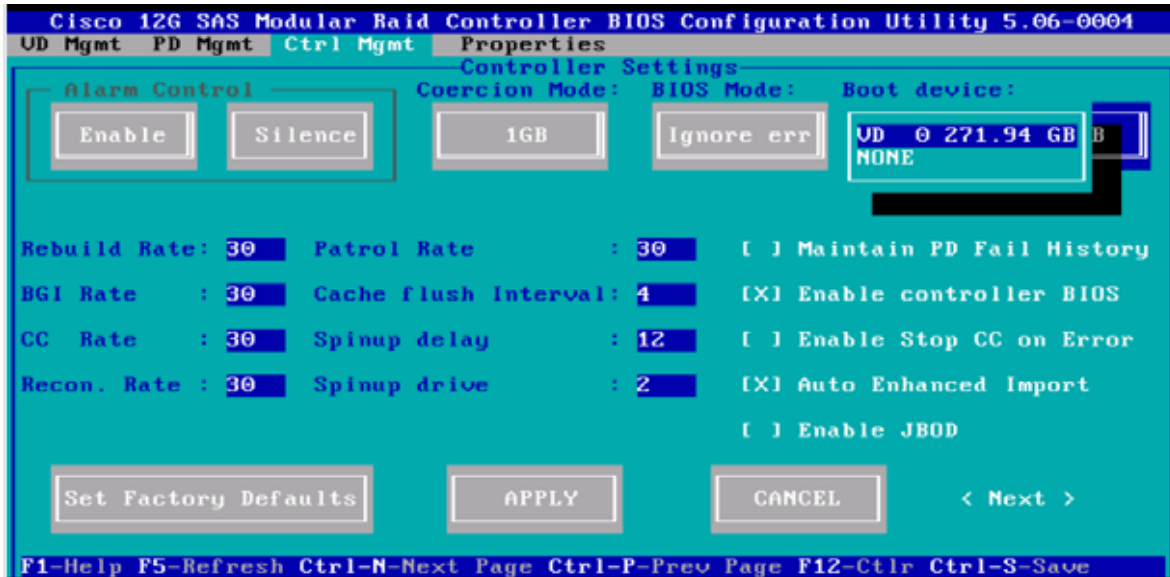 Cisco 12G SAS Modular Raid Controller BIOS Configuration Utility 5.06-0004
VD Mgmt PD Mgmt Ctrl Mgmt Properties
Controller Settings
Alarm Control Coercion Mode: BIOS Mode: Boot device:
Enable Silence 1GB Ignore err VD 0 271.94 GB B
NONE
Rebuild Rate: 30 Patrol Rate : 30 [ ] Maintain PD Fail History
BGI Rate : 30 Cache flush Interval: 4 [X] Enable controller BIOS
CC Rate : 30 Spinup delay : 12 [ ] Enable Stop CC on Error
Recon. Rate : 30 Spinup drive : 2 [X] Auto Enhanced Import
[ ] Enable JBOD
Set Factory Defaults APPLY CANCEL < Next >
F1-Help F5-Refresh Ctrl-N-Next Page Ctrl-P-Prev Page F12-Ctlr Ctrl-S-Save